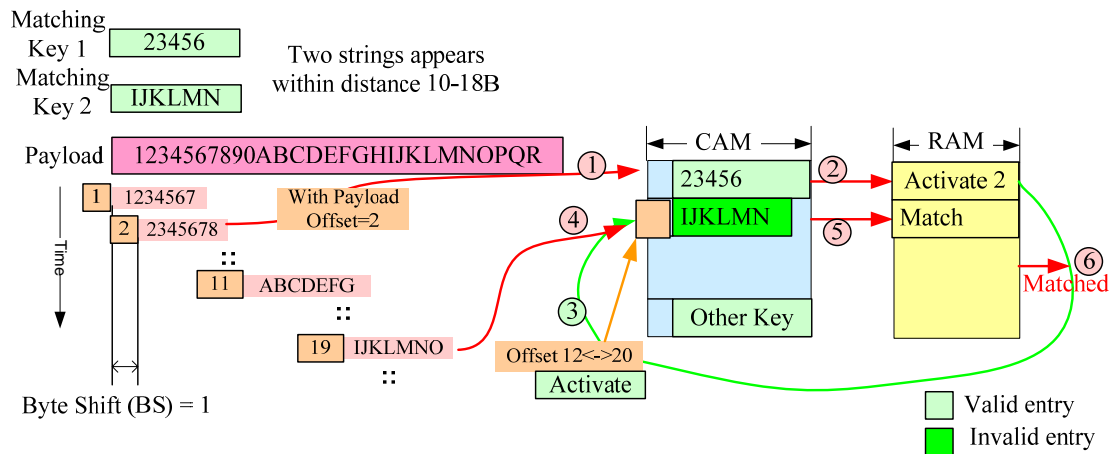 Matching
Key 1
23456
Matching
Key 2
IJKLMN
Two strings appears
within distance 10-18B
Payload
1234567890ABCDEFGHIJKLMNOPQR
1
1234567
2
2345678
With Payload
Offset=2
::
11
ABCDEFG
::
19
IJKLMNO
::
Time
Byte Shift (BS) = 1
1
CAM
23456
2
RAM
Activate 2
4
IJKLMN
5
Match
3
6
Matched
Other Key
Offset 12<->20
Activate
Valid entry
Invalid entry